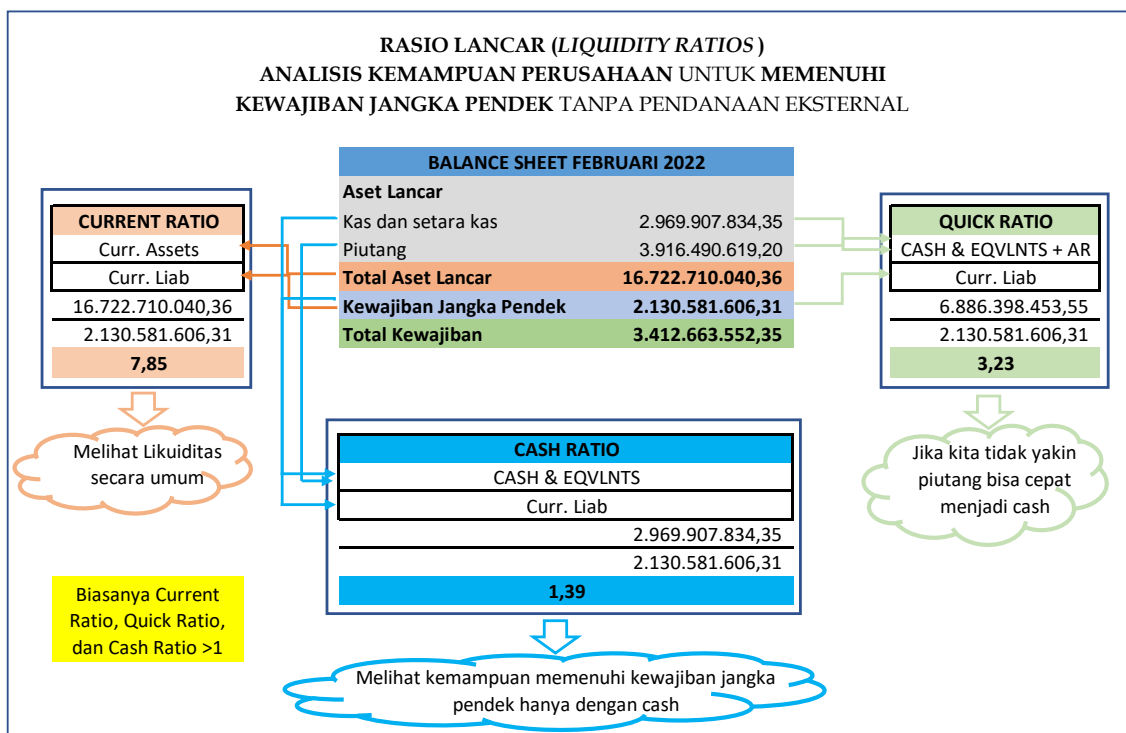 RASIO LANCAR (LIQUIDITY RATIOS )
ANALISIS KEMAMPUAN PERUSAHAAN UNTUK MEMENUHI
KEWAJIBAN JANGKA PENDEK TANPA PENDANAAN EKSTERNAL
BALANCE SHEET FEBRUARI 2022
Aset Lancar
Kas dan setara kas 2.969.907.834,35
Piutang 3.916.490.619,20
Total Aset Lancar 16.722.710.040,36
Kewajiban Jangka Pendek 2.130.581.606,31
Total Kewajiban 3.412.663.552,35
CURRENT RATIO
Curr. Assets
Curr. Liab
16.722.710.040,36
2.130.581.606,31
7,85
Melihat Likuiditas
secara umum
QUICK RATIO
CASH & EQVLNTS + AR
Curr. Liab
6.886.398.453,55
2.130.581.606,31
3,23
Jika kita tidak yakin
piutang bisa cepat
menjadi cash
CASH RATIO
CASH & EQVLNTS
Curr. Liab
2.969.907.834,35
2.130.581.606,31
1,39
Melihat kemampuan memenuhi kewajiban jangka
pendek hanya dengan cash
Biasanya Current
Ratio, Quick Ratio,
dan Cash Ratio >1